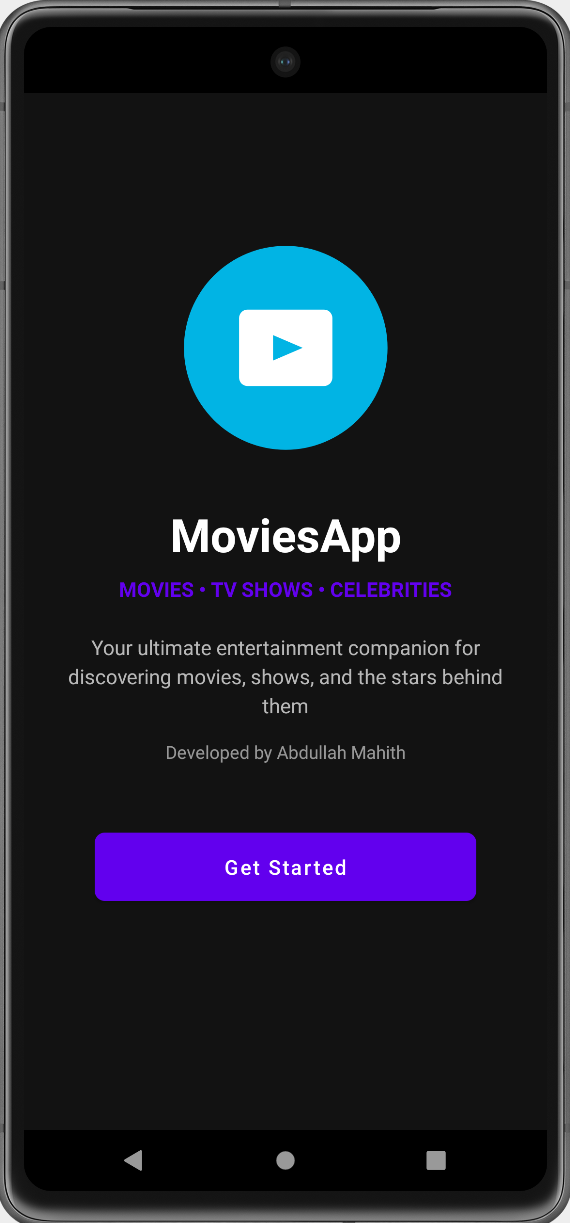 MoviesApp
MOVIES • TV SHOWS • CELEBRITIES
Your ultimate entertainment companion for
discovering movies, shows, and the stars behind
them
Developed by Abdullah Mahith
Get Started